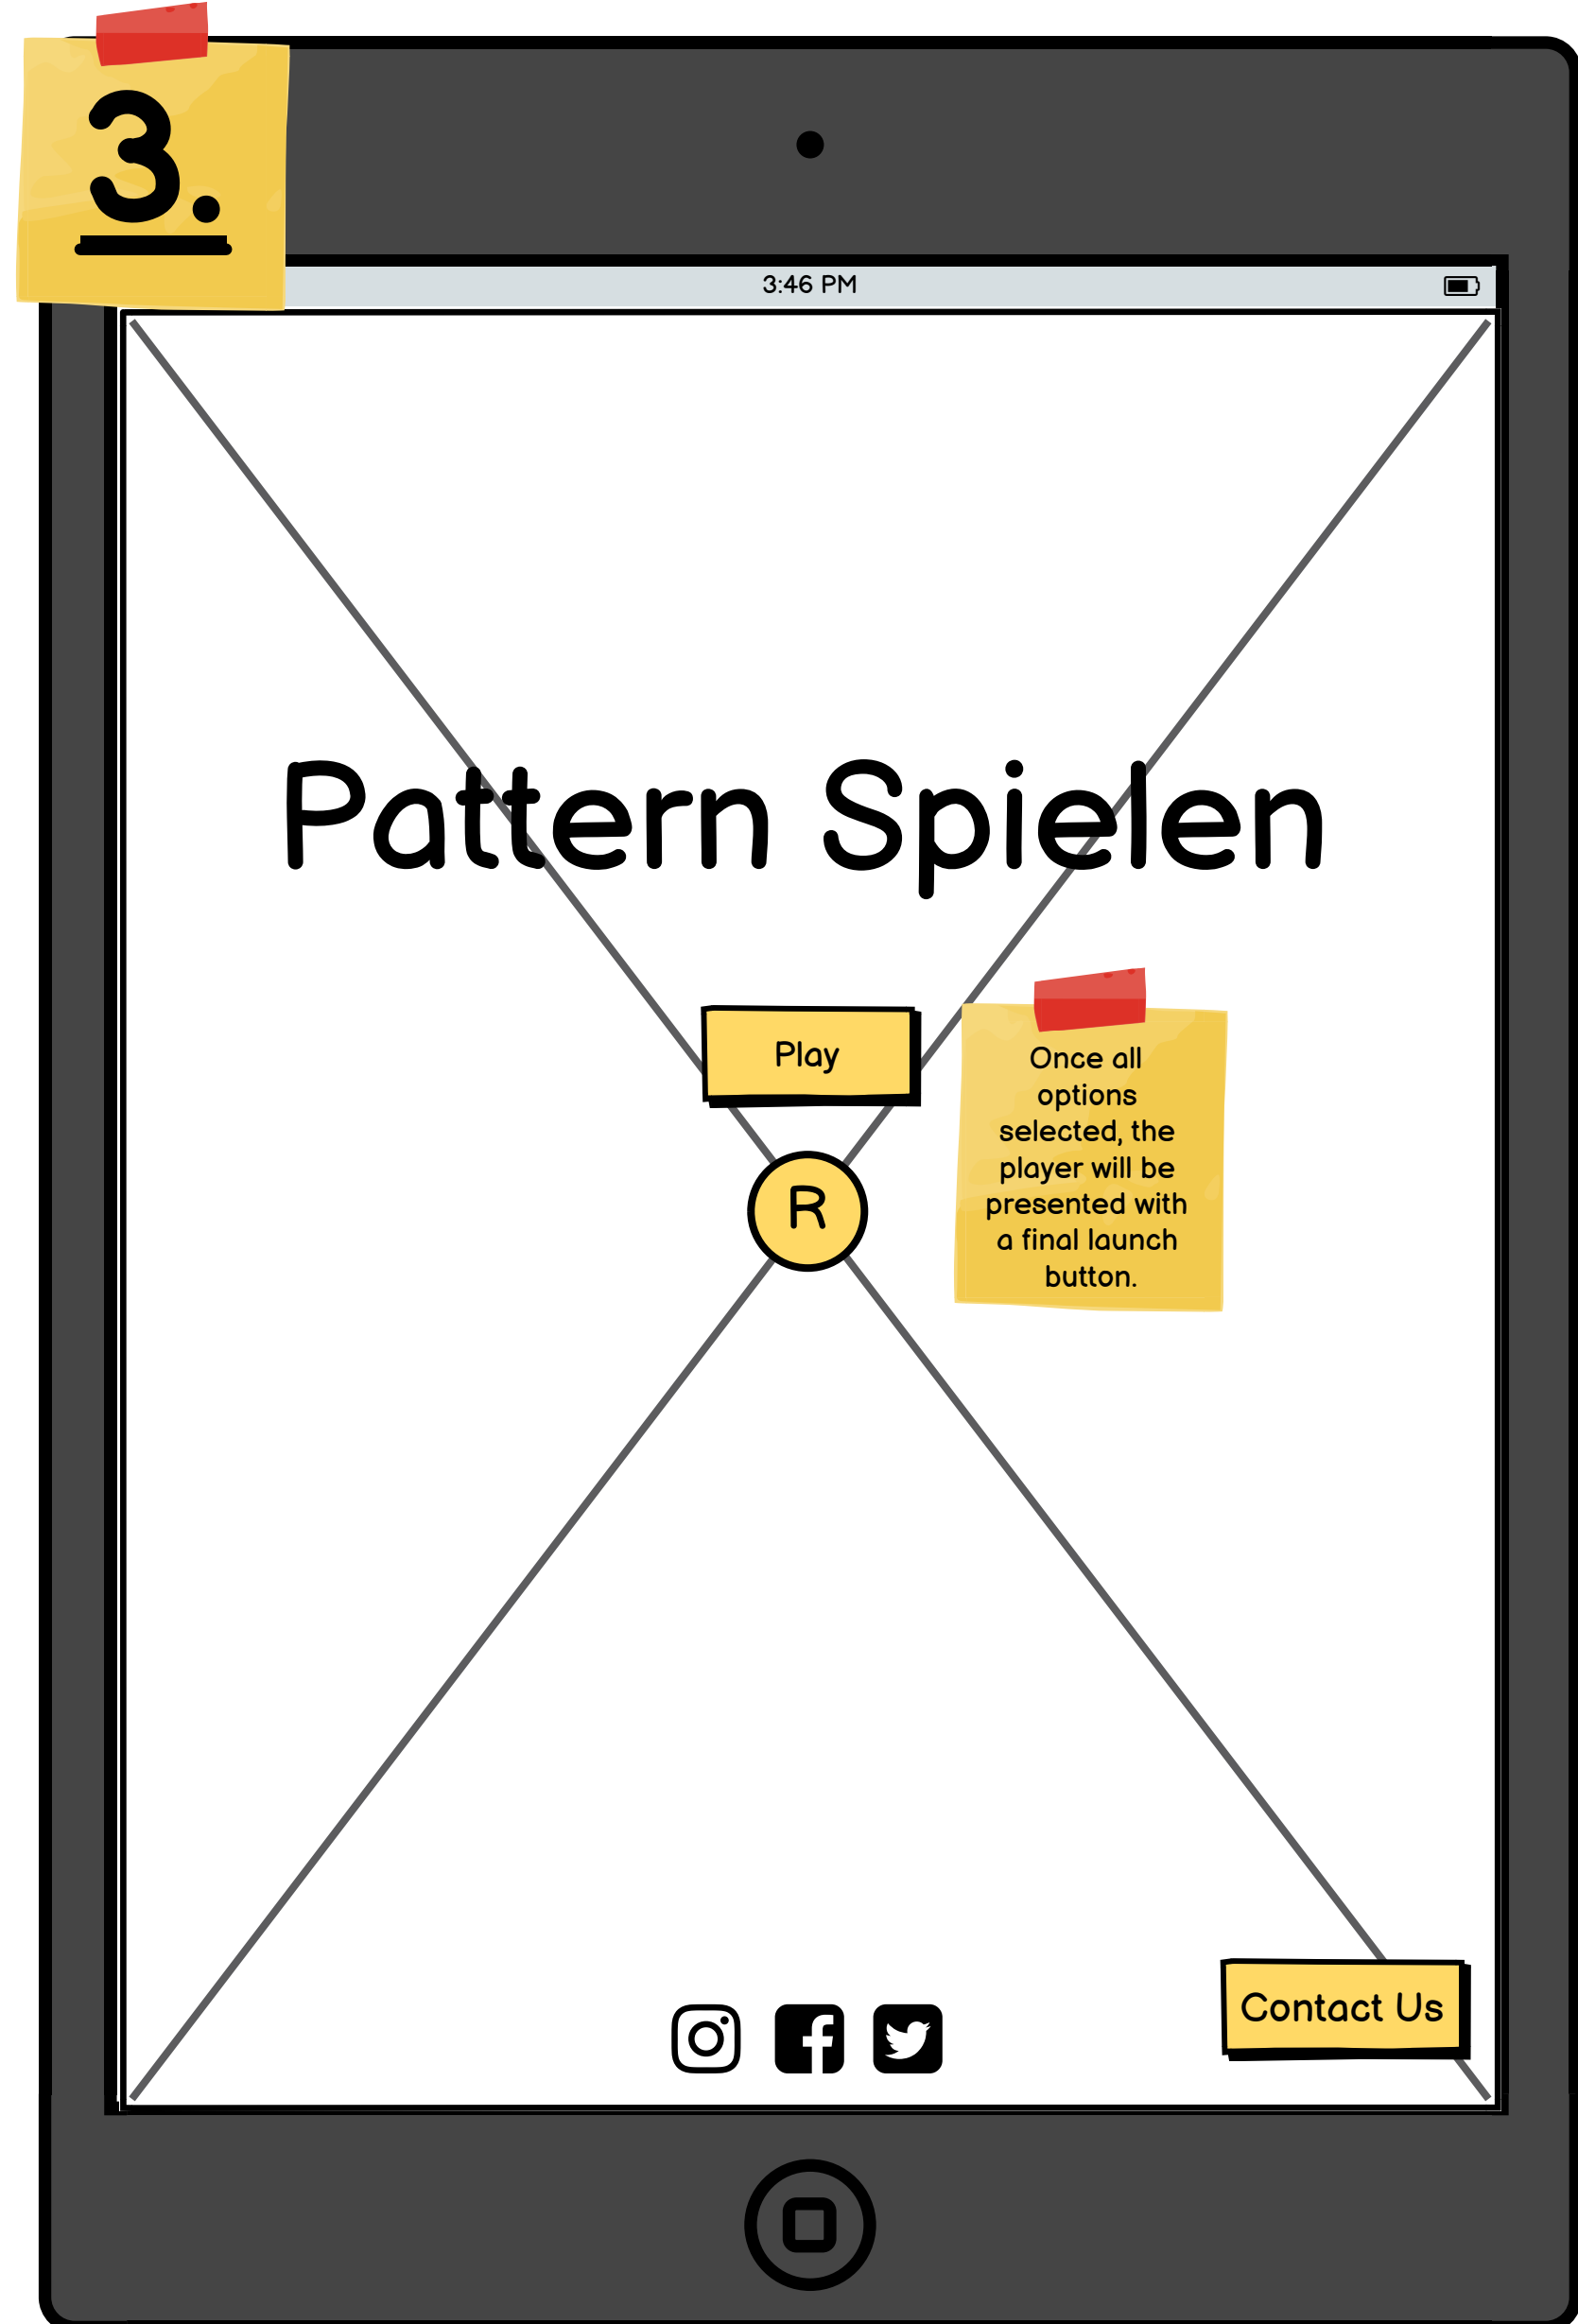 3.
3:46 PM
Pattern Spielen
Play
R
Once all
options
selected, the
player will be
presented with
a final launch
button.
Contact Us